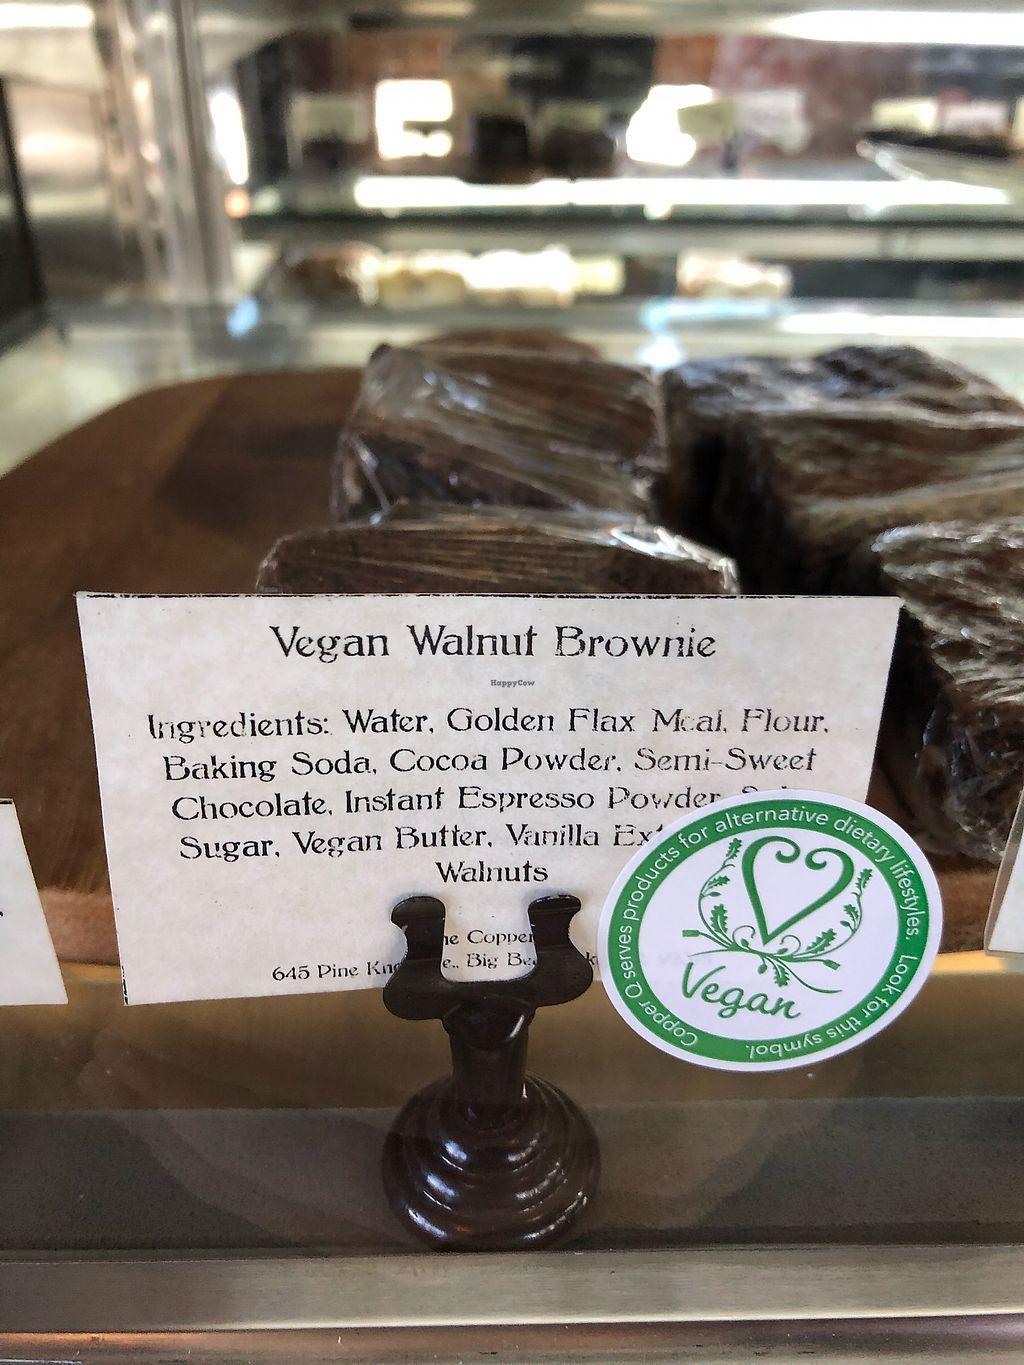 Vegan Walnut Brownie
HappyCow
Ingredients: Water, Golden Flax Meal, Flour,
Baking Soda, Cocoa Powder, Semi-Sweet
Chocolate, Instant Espresso Powder,
Sugar, Vegan Butter, Vanilla
Walnuts
Copper
645 Pine Big
Copper Q serves products for alternative dietary lifestyles. Look for this symbol.
Vegan